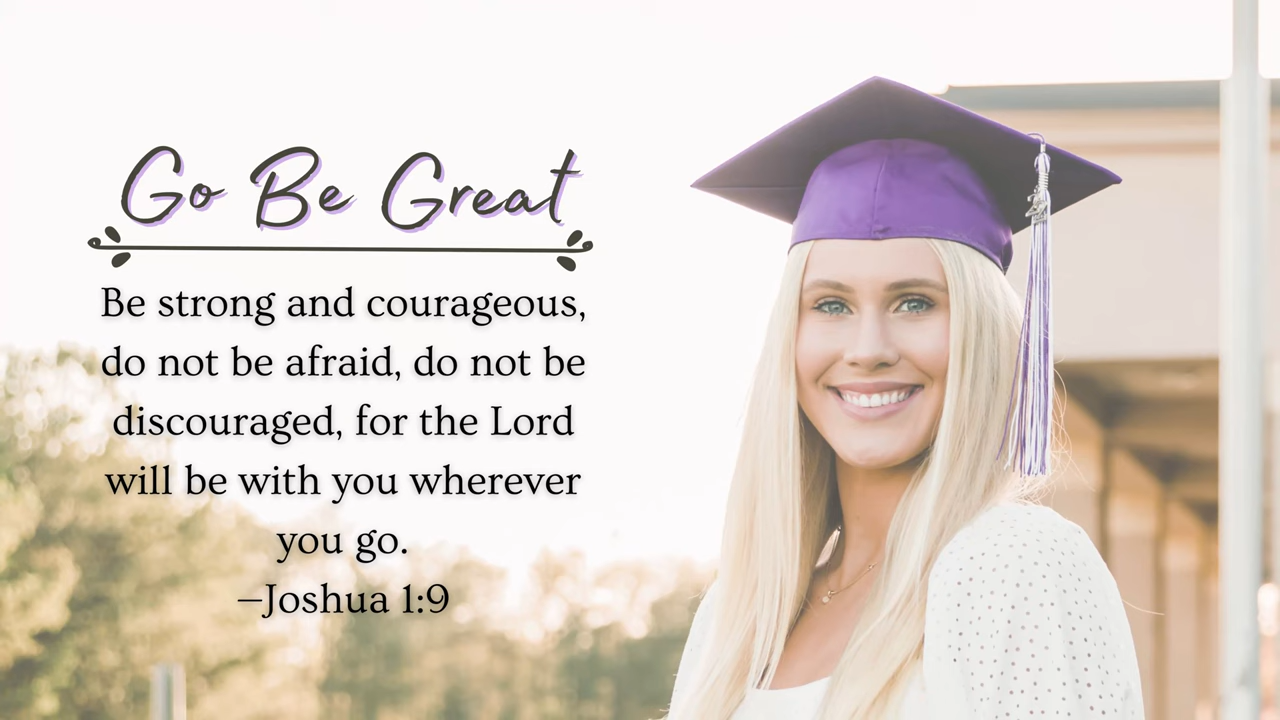 Go Be Great
Be strong and courageous,
do not be afraid, do not be
discouraged, for the Lord
will be with you wherever
you go.
–Joshua 1:9